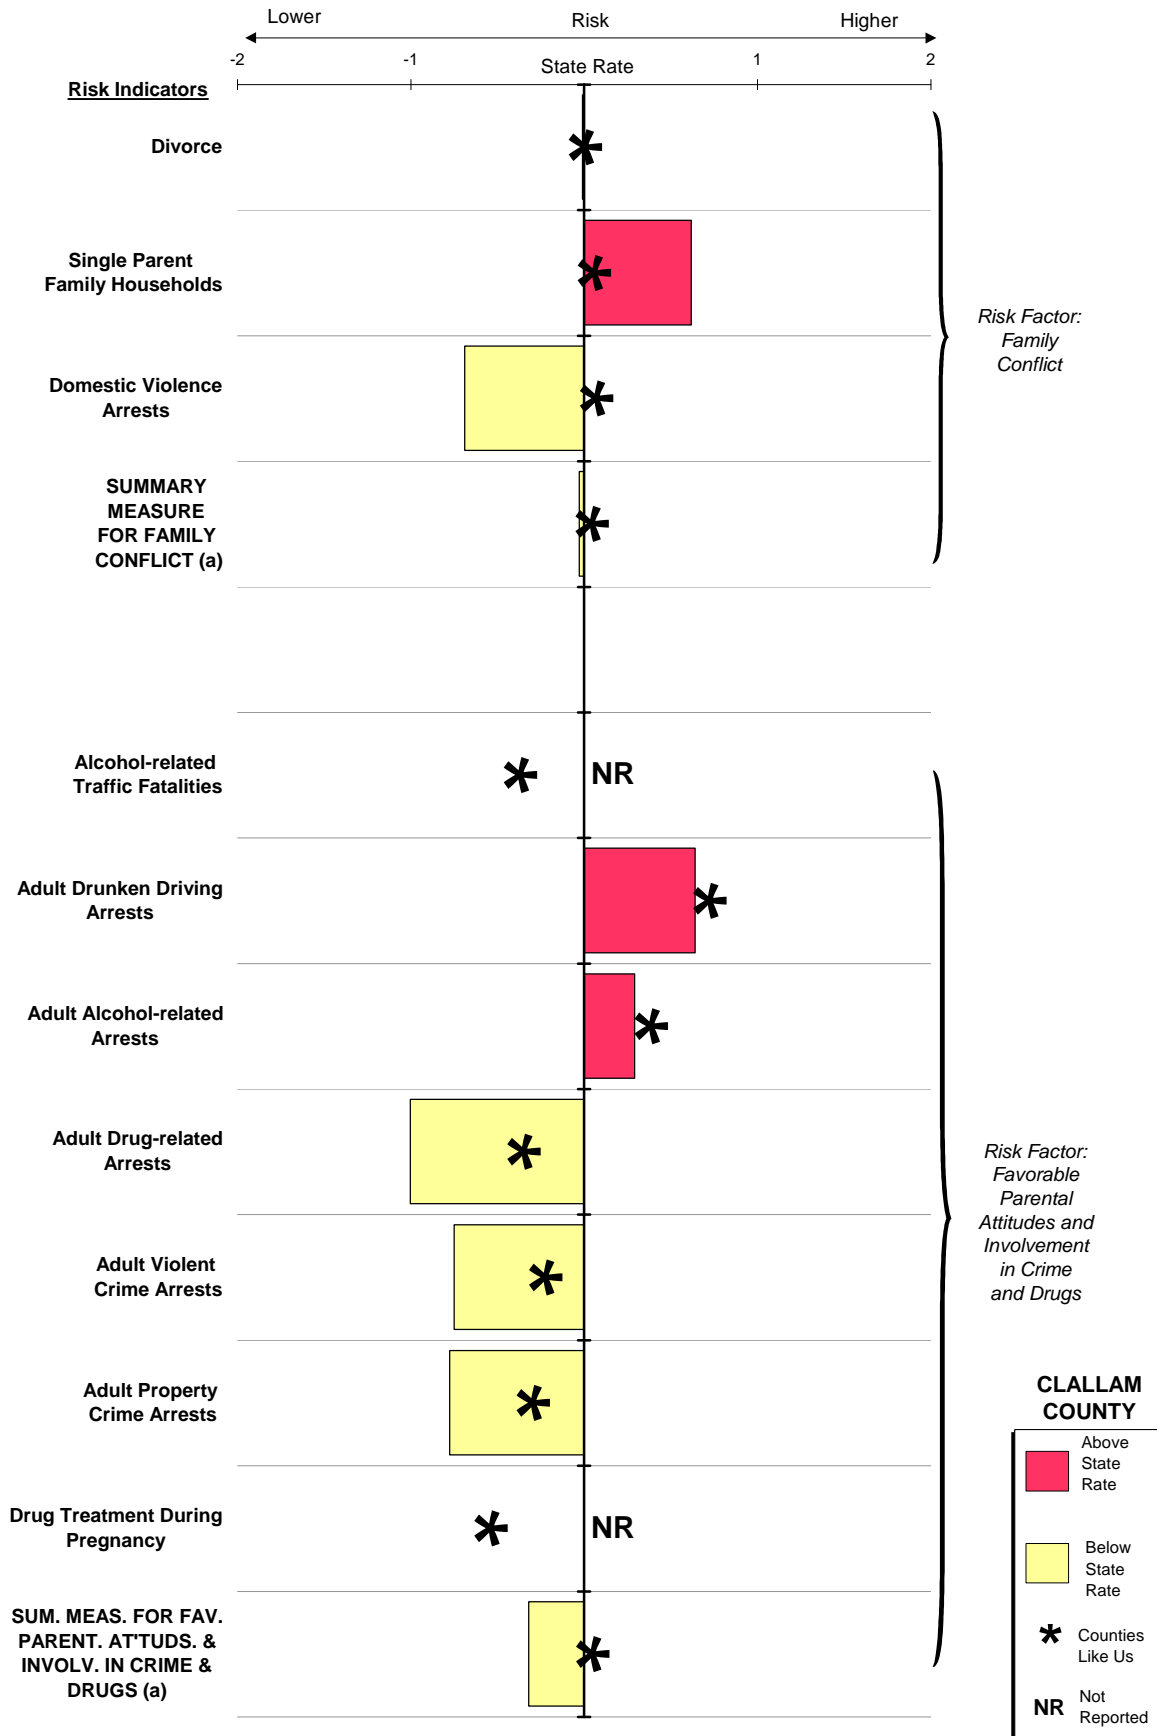 Lower Risk Higher
-2 -1 State Rate 1 2
Risk Indicators
Divorce
*
Single Parent
Family Households
*
Risk Factor:
Family
Conflict
Domestic Violence
Arrests
*
SUMMARY
MEASURE
FOR FAMILY
CONFLICT (a)
*
Alcohol-related
Traffic Fatalities
* NR
Adult Drunken Driving
Arrests
*
Adult Alcohol-related
Arrests
*
Adult Drug-related
Arrests
*
Risk Factor:
Favorable
Parental
Attitudes and
Involvement
in Crime
and Drugs
Adult Violent
Crime Arrests
*
Adult Property
Crime Arrests
*
Drug Treatment During
Pregnancy
* NR
SUM. MEAS. FOR FAV.
PARENT. AT'TUDS. &
INVOLV. IN CRIME &
DRUGS (a)
*
CLALLAM
COUNTY
Above
State
Rate
Below
State
Rate
* Counties
Like Us
NR Not
Reported